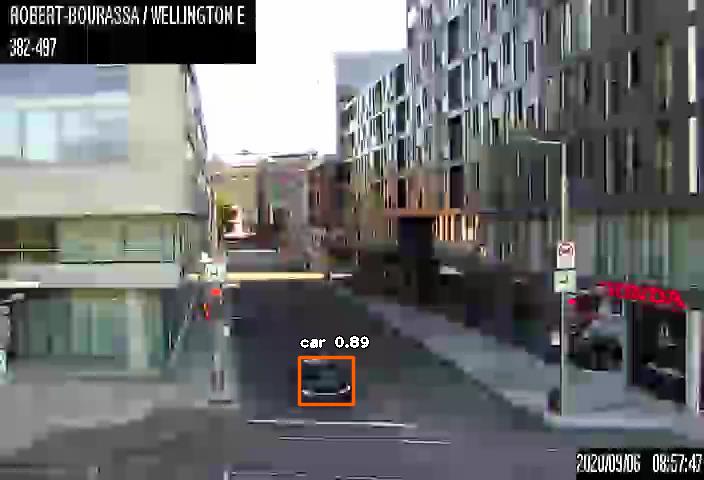 ROBERT-BOURASSA / WELLINGTON E
382-497
car 0.89
HONDA
2020/09/06 08:57:47